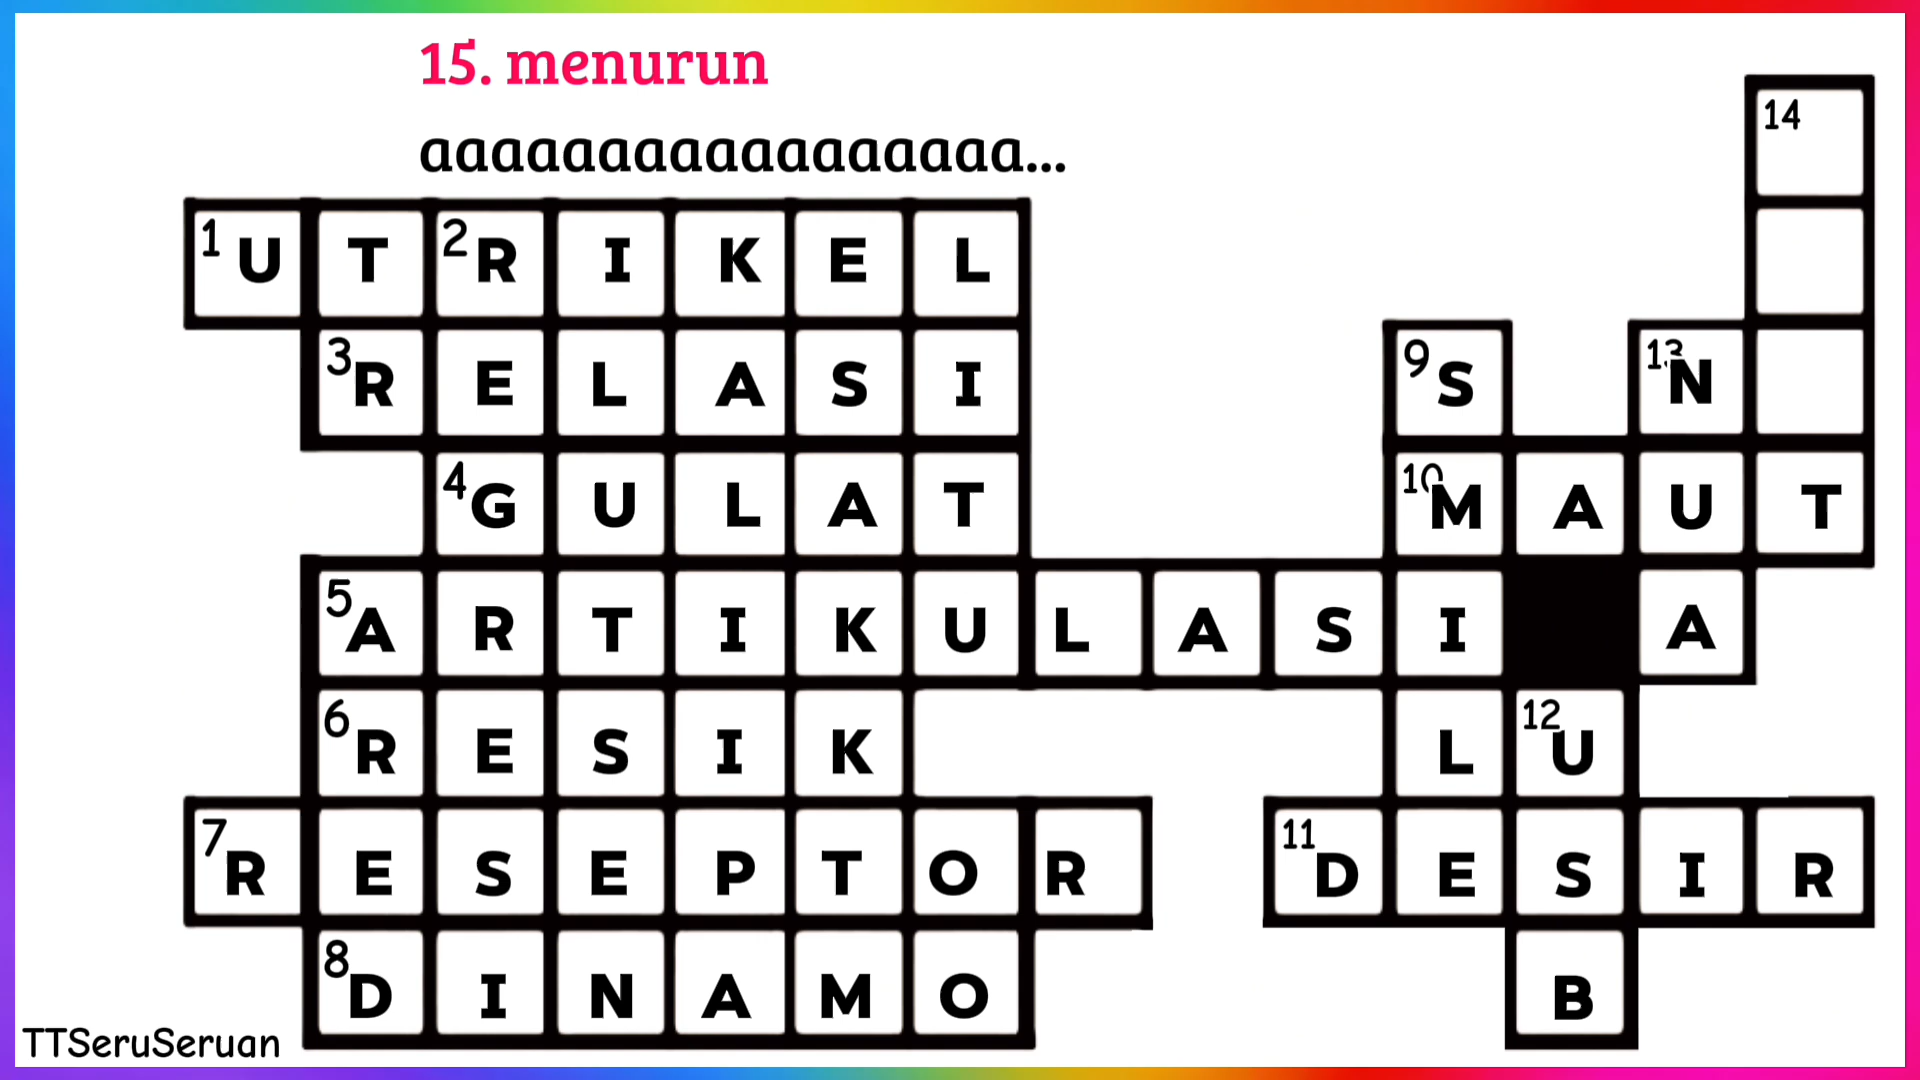 15. menurun
aaaaaaaaaaaaaaaaa...
14
1 U T 2 R I K E L
3 R E L A S I 9 S 13 N
4 G U L A T 10 M A U T
5 A R T I K U L A S I A
6 R E S I K L 12 U
7 R E S E P T O R 11 D E S I R
8 D I N A M O B
TTSeruSeruan